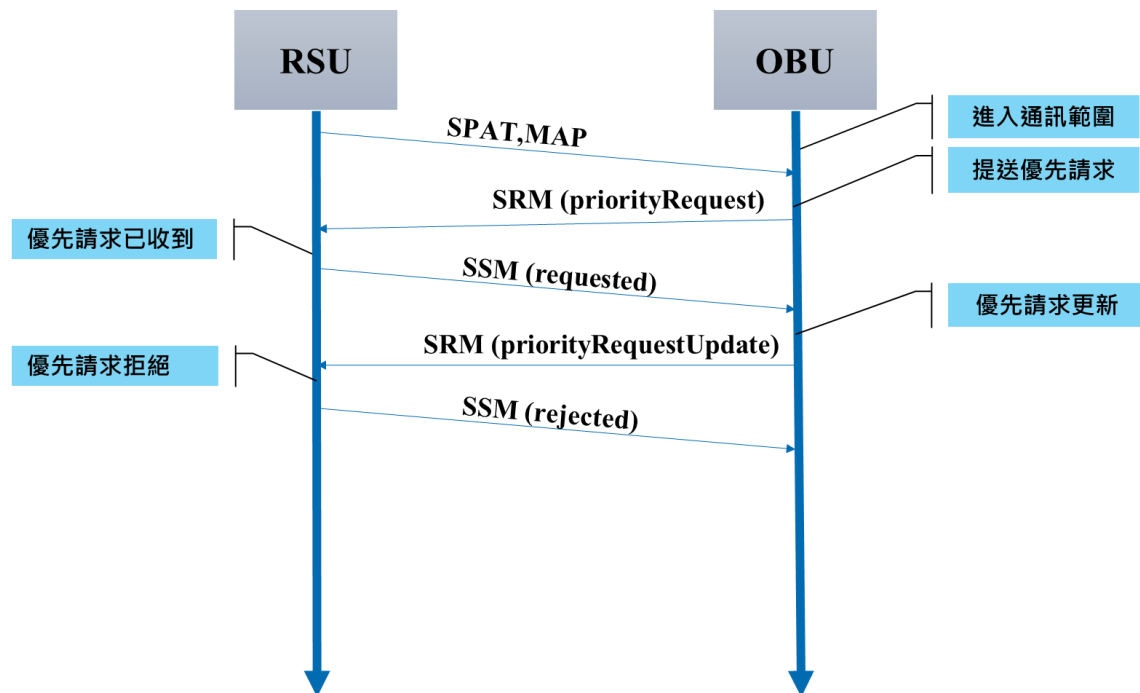 RSU
OBU
進入通訊範圍
SPAT,MAP
提送優先請求
SRM (priorityRequest)
優先請求已收到
SSM (requested)
優先請求更新
SRM (priorityRequestUpdate)
優先請求拒絕
SSM (rejected)